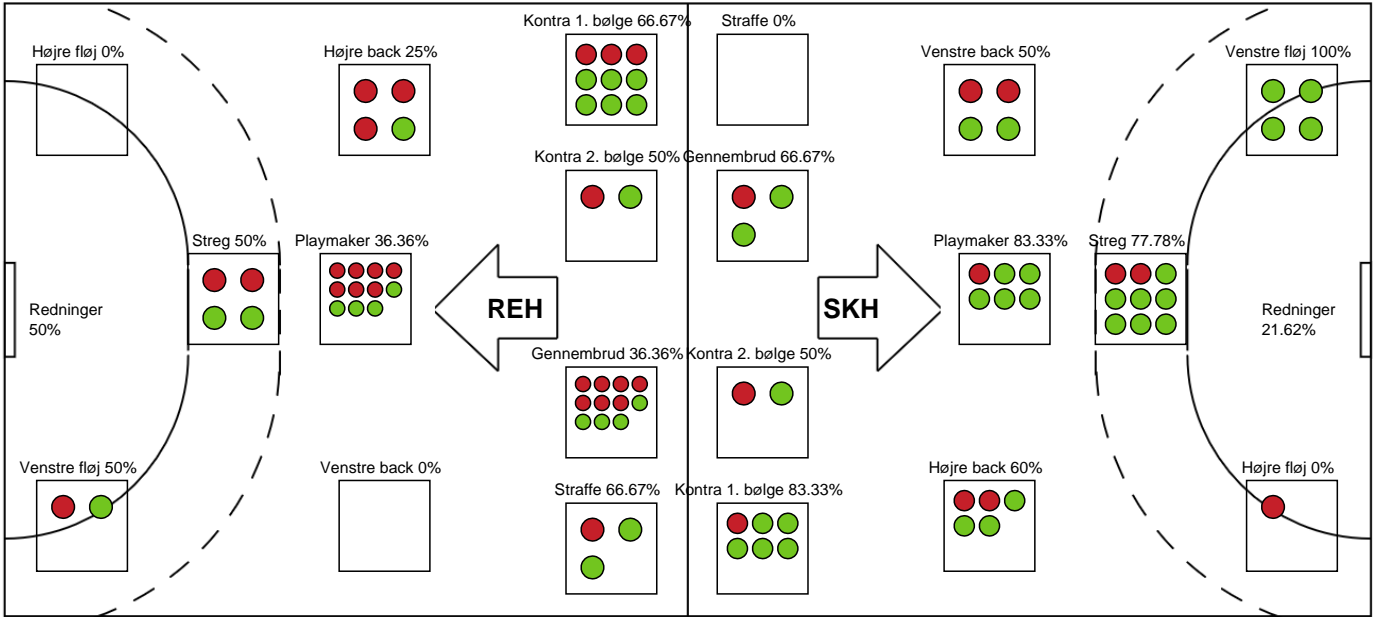 Kontra 1. bølge 66.67%
Straffe 0%
Højre fløj 0%
Højre back 25%
Venstre back 50%
Venstre fløj 100%
Kontra 2. bølge 50%
Gennembrud 66.67%
Streg 50%
Playmaker 36.36%
Playmaker 83.33%
Streg 77.78%
Redninger
50%
REH
SKH
Redninger
21.62%
Gennembrud 36.36%
Kontra 2. bølge 50%
Venstre fløj 50%
Venstre back 0%
Højre back 60%
Højre fløj 0%
Straffe 66.67%
Kontra 1. bølge 83.33%